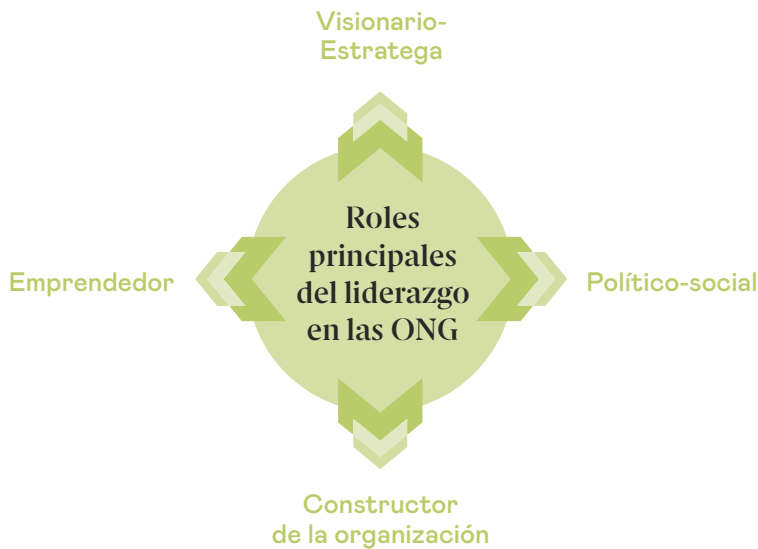 Visionario-
Estratega
Roles
principales
del liderazgo
en las ONG
Emprendedor
Político-social
Constructor
de la organización